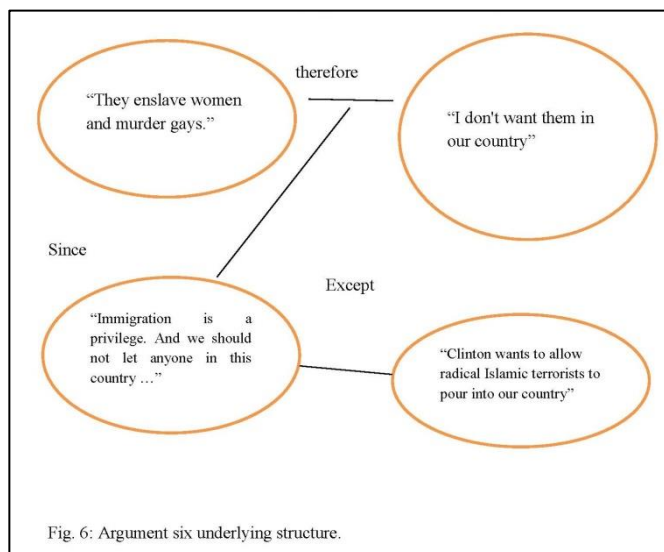 therefore
“They enslave women
and murder gays.”
“I don't want them in
our country”
Since
Except
“Immigration is a
privilege. And we should
not let anyone in this
country …”
“Clinton wants to allow
radical Islamic terrorists to
pour into our country”
Fig. 6: Argument six underlying structure.